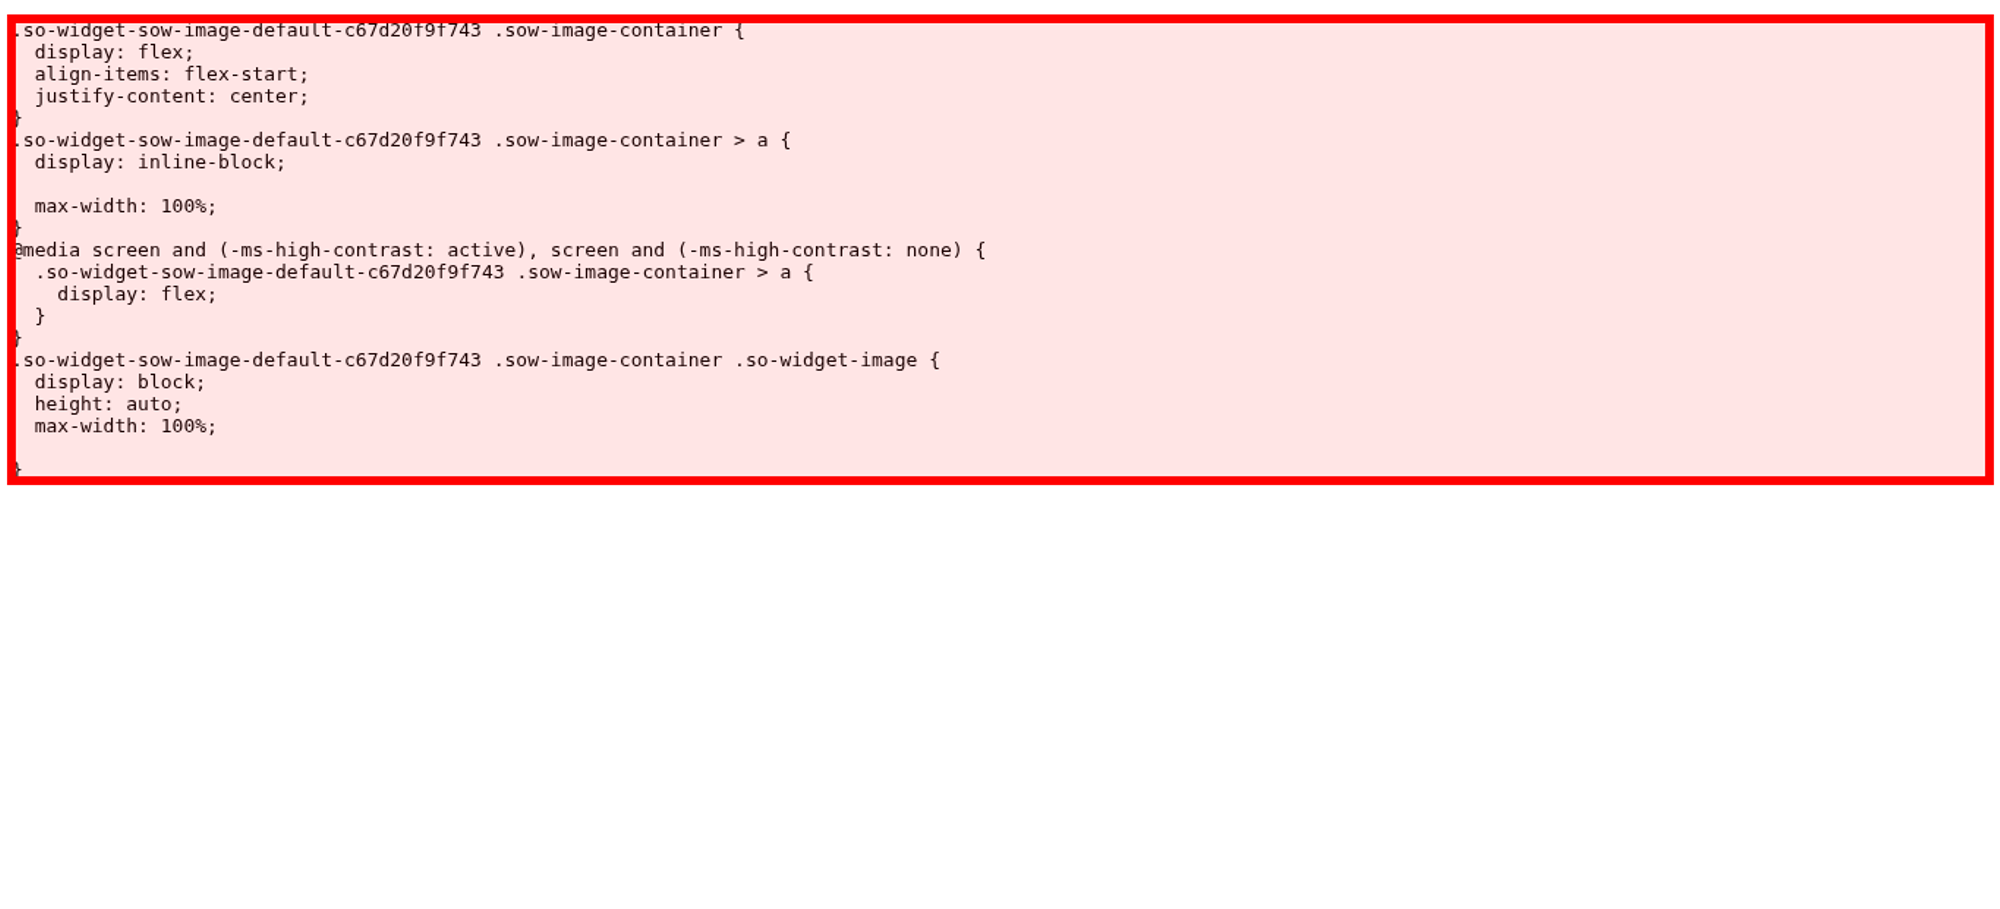 .so-widget-sow-image-default-c67d20f9f743 .sow-image-container {
  display: flex;
  align-items: flex-start;
  justify-content: center;
}
.so-widget-sow-image-default-c67d20f9f743 .sow-image-container > a {
  display: inline-block;

  max-width: 100%;
}
@media screen and (-ms-high-contrast: active), screen and (-ms-high-contrast: none) {
  .so-widget-sow-image-default-c67d20f9f743 .sow-image-container > a {
    display: flex;
  }
}
.so-widget-sow-image-default-c67d20f9f743 .sow-image-container .so-widget-image {
  display: block;
  height: auto;
  max-width: 100%;

}